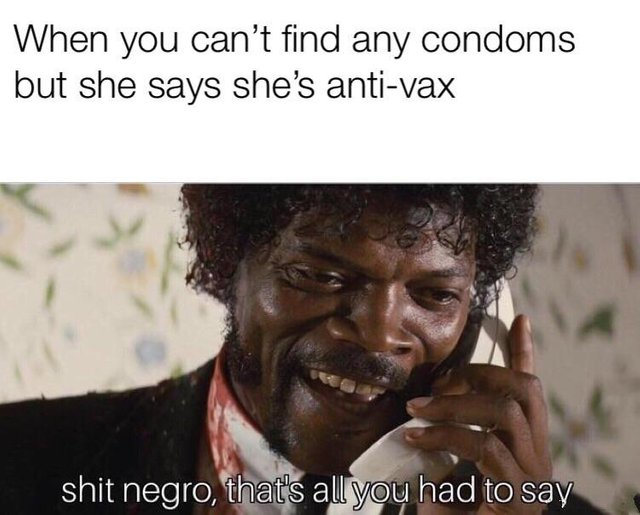 When you can’t find any condoms
but she says she’s anti-vax
shit negro, that's all you had to say